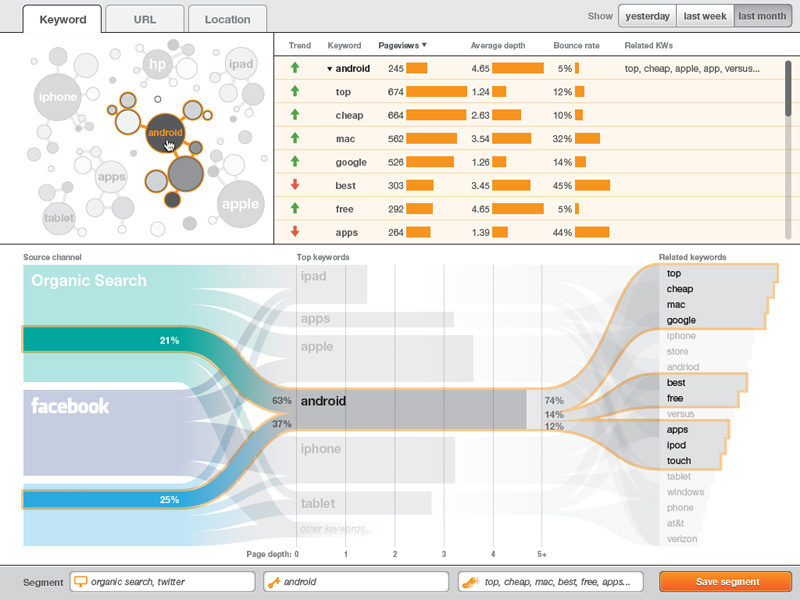 Keyword URL Location Show yesterday last week last month
iphone
hp
ipad
android
apps
tablet
apple
Trend Keyword Pageviews ▼ Average depth Bounce rate Related KWs
▼ android 245 4.65 5% top, cheap, apple, app, versus...
top 674 1.24 12%
cheap 664 2.63 10%
mac 562 3.54 32%
google 526 1.26 14%
best 303 3.45 45%
free 292 4.65 5%
apps 264 1.39 44%
Source channel Top keywords Related keywords
Organic Search
21%
facebook
25%
63%
37%
ipad
apps
apple
android
iphone
tablet
other keywords...
74%
14%
12%
top
cheap
mac
google
iphone
store
andriod
best
free
versus
apps
ipod
touch
tablet
windows
phone
at&t
verizon
Page depth: 0 1 2 3 4 5+
Segment organic search, twitter android top, cheap, mac, best, free, apps... Save segment